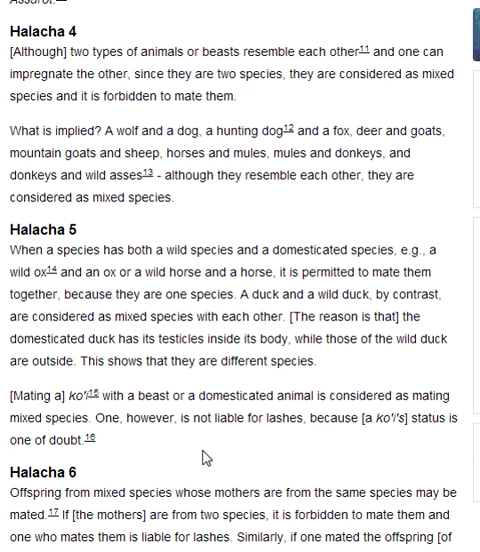 Assurot.—
Halacha 4
[Although] two types of animals or beasts resemble each other11 and one can
impregnate the other, since they are two species, they are considered as mixed
species and it is forbidden to mate them.
What is implied? A wolf and a dog, a hunting dog12 and a fox, deer and goats,
mountain goats and sheep, horses and mules, mules and donkeys, and
donkeys and wild asses13 - although they resemble each other, they are
considered as mixed species.
Halacha 5
When a species has both a wild species and a domesticated species, e.g., a
wild ox14 and an ox or a wild horse and a horse, it is permitted to mate them
together, because they are one species. A duck and a wild duck, by contrast,
are considered as mixed species with each other. [The reason is that] the
domesticated duck has its testicles inside its body, while those of the wild duck
are outside. This shows that they are different species.
[Mating a] ko'i15 with a beast or a domesticated animal is considered as mating
mixed species. One, however, is not liable for lashes, because [a ko'i's] status is
one of doubt.16
Halacha 6
Offspring from mixed species whose mothers are from the same species may be
mated.17 If [the mothers] are from two species, it is forbidden to mate them and
one who mates them is liable for lashes. Similarly, if one mated the offspring [of